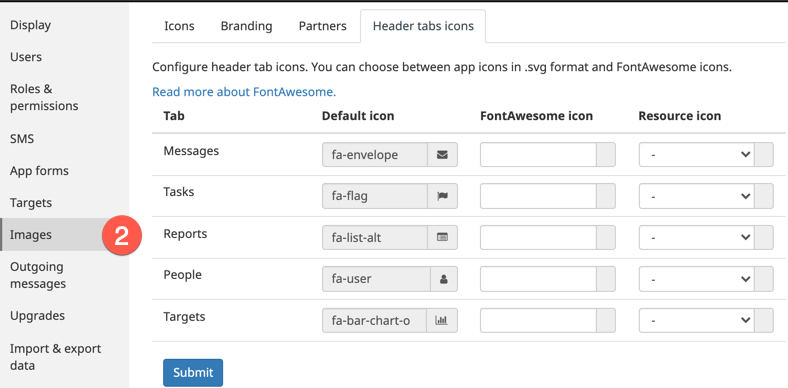 Display
Users
Roles &
permissions
SMS
App forms
Targets
Images
2
Outgoing
messages
Upgrades
Import & export
data
Icons Branding Partners Header tabs icons
Configure header tab icons. You can choose between app icons in .svg format and FontAwesome icons.
Read more about FontAwesome.
Tab Default icon FontAwesome icon Resource icon
Messages fa-envelope -
Tasks fa-flag -
Reports fa-list-alt -
People fa-user -
Targets fa-bar-chart-o -
Submit